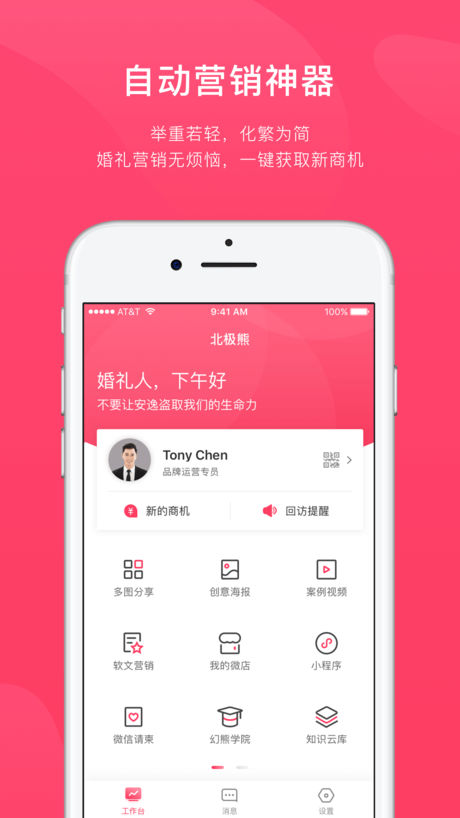 自动营销神器
举重若轻，化繁为简
婚礼营销无烦恼，一键获取新商机
AT&T 9:41 AM 100%
北极熊
婚礼人，下午好
不要让安逸盗取我们的生命力
Tony Chen
品牌运营专员
新的商机 回访提醒
多图分享 创意海报 案例视频
软文营销 我的微店 小程序
微信请柬 幻熊学院 知识云库
工作台 消息 设置